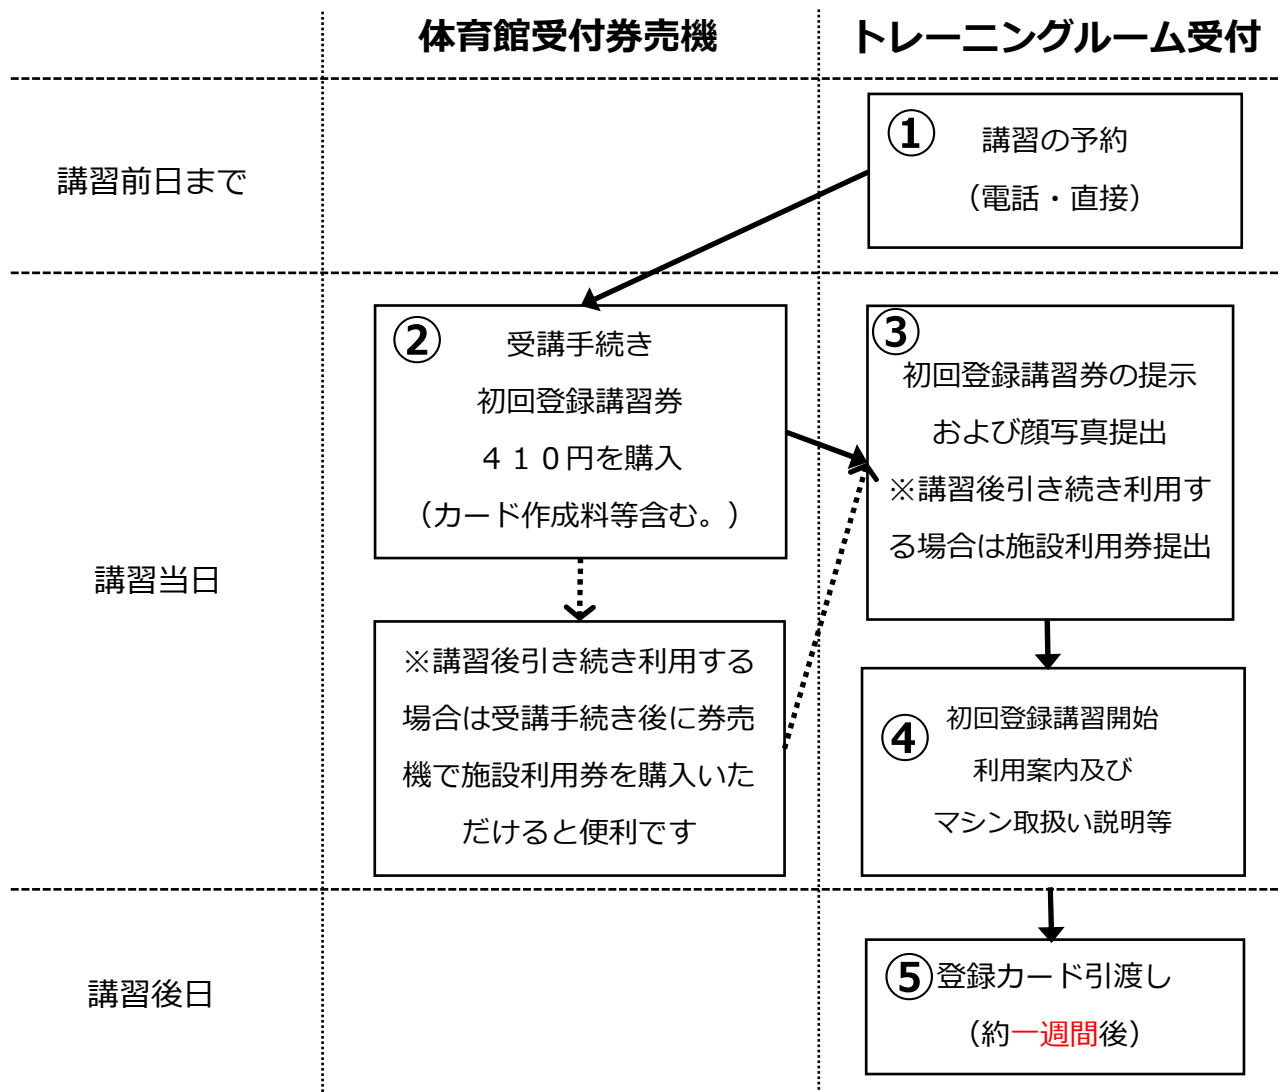 体育館受付券売機
トレーニングルーム受付
講習前日まで
①
講習の予約
（電話・直接）
講習当日
②
受講手続き
初回登録講習券
４１０円を購入
（カード作成料等含む。）
※講習後引き続き利用する
場合は受講手続き後に券売
機で施設利用券を購入いた
だけると便利です
③
初回登録講習券の提示
および顔写真提出
※講習後引き続き利用す
る場合は施設利用券提出
④
初回登録講習開始
利用案内及び
マシン取扱い説明等
講習後日
⑤
登録カード引渡し
（約一週間後）